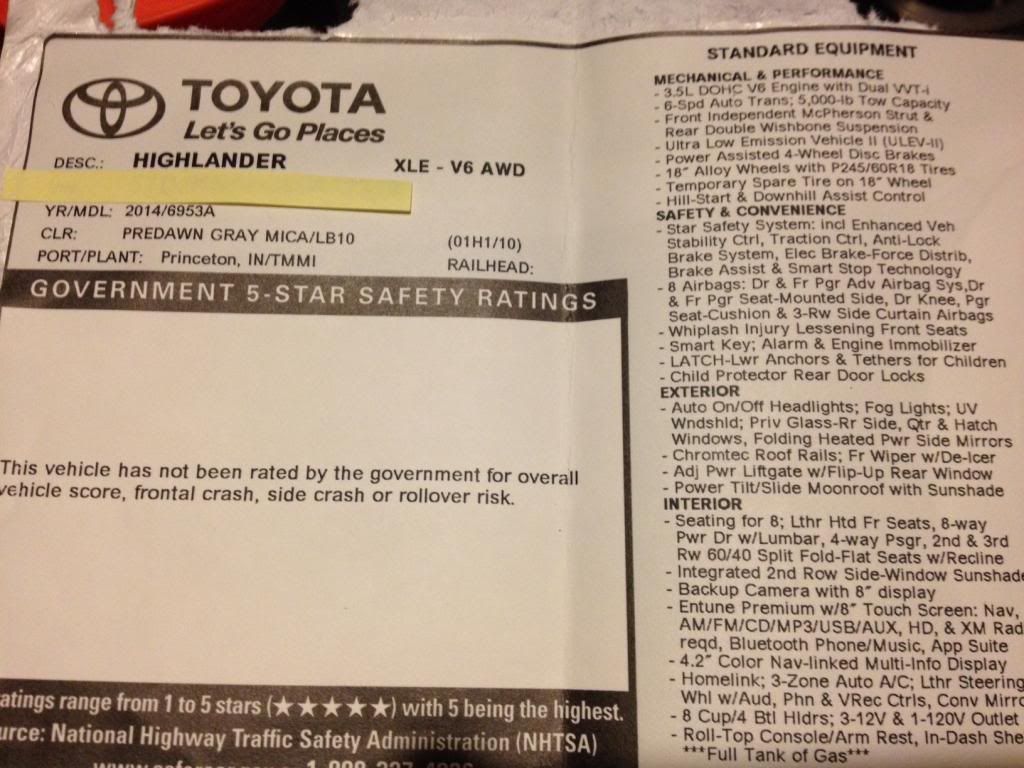 TOYOTA
Let's Go Places
DESC.: HIGHLANDER XLE - V6 AWD
YR/MDL: 2014/6953A
CLR: PREDAWN GRAY MICA/LB10 (01H1/10)
PORT/PLANT: Princeton, IN/TMMI RAILHEAD:
GOVERNMENT 5-STAR SAFETY RATINGS
This vehicle has not been rated by the government for overall
vehicle score, frontal crash, side crash or rollover risk.
atings range from 1 to 5 stars (★★★★★) with 5 being the highest.
urce: National Highway Traffic Safety Administration (NHTSA)
STANDARD EQUIPMENT
MECHANICAL & PERFORMANCE
- 3.5L DOHC V6 Engine with Dual VVT-i
- 6-Spd Auto Trans; 5,000-lb Tow Capacity
- Front Independent McPherson Strut &
Rear Double Wishbone Suspension
- Ultra Low Emission Vehicle II (ULEV-II)
- Power Assisted 4-Wheel Disc Brakes
- 18" Alloy Wheels with P245/60R18 Tires
- Temporary Spare Tire on 18" Wheel
- Hill-Start & Downhill Assist Control
SAFETY & CONVENIENCE
- Star Safety System: incl Enhanced Veh
Stability Ctrl, Traction Ctrl, Anti-Lock
Brake System, Elec Brake-Force Distrib,
Brake Assist & Smart Stop Technology
- 8 Airbags: Dr & Fr Pgr Adv Airbag Sys,Dr
& Fr Pgr Seat-Mounted Side, Dr Knee, Pgr
Seat-Cushion & 3-Rw Side Curtain Airbags
- Whiplash Injury Lessening Front Seats
- Smart Key; Alarm & Engine Immobilizer
- LATCH-Lwr Anchors & Tethers for Children
- Child Protector Rear Door Locks
EXTERIOR
- Auto On/Off Headlights; Fog Lights; UV
Wndshld; Priv Glass-Rr Side, Qtr & Hatch
Windows, Folding Heated Pwr Side Mirrors
- Chromtec Roof Rails; Fr Wiper w/De-Icer
- Adj Pwr Liftgate w/Flip-Up Rear Window
- Power Tilt/Slide Moonroof with Sunshade
INTERIOR
- Seating for 8; Lthr Htd Fr Seats, 8-way
Pwr Dr w/Lumbar, 4-way Psgr, 2nd & 3rd
Rw 60/40 Split Fold-Flat Seats w/Recline
- Integrated 2nd Row Side-Window Sunshade
- Backup Camera with 8" display
- Entune Premium w/8" Touch Screen: Nav,
AM/FM/CD/MP3/USB/AUX, HD, & XM Rad
reqd, Bluetooth Phone/Music, App Suite
- 4.2" Color Nav-linked Multi-Info Display
- Homelink; 3-Zone Auto A/C; Lthr Steering
Whl w/Aud, Phn & VRec Ctrls, Conv Mirro
- 8 Cup/4 Btl Hldrs; 3-12V & 1-120V Outlet
- Roll-Top Console/Arm Rest, In-Dash She
***Full Tank of Gas***